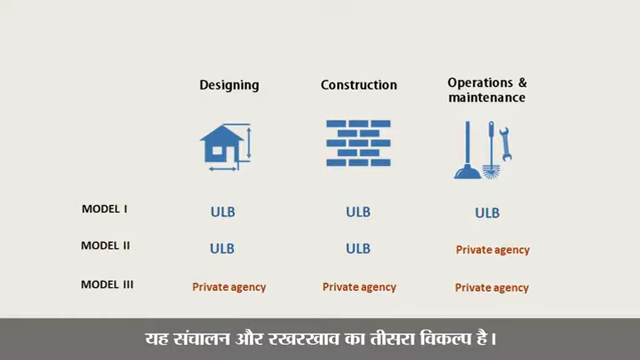 Designing Construction Operations & maintenance
MODEL I ULB ULB ULB
MODEL II ULB ULB Private agency
MODEL III Private agency Private agency Private agency
यह संचालन और रखरखाव का तीसरा विकल्प है।